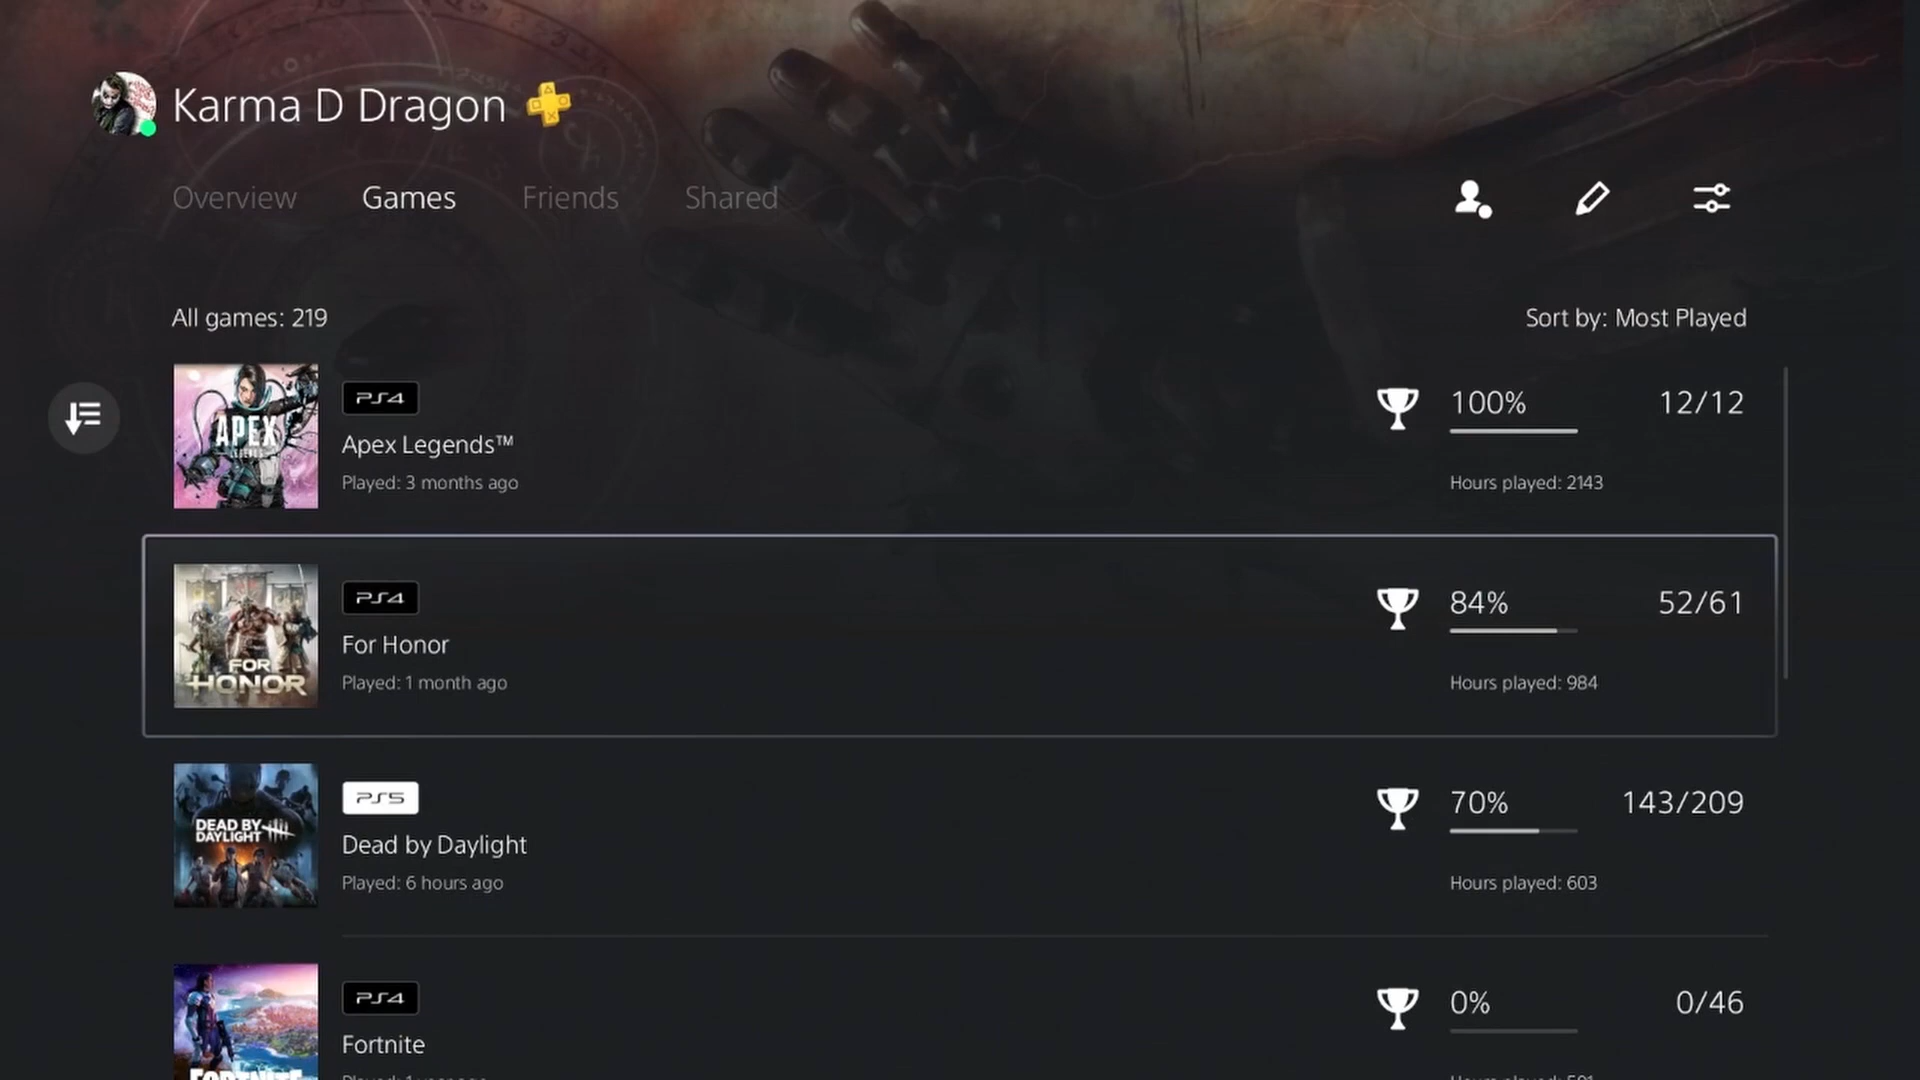 Karma D Dragon
Overview Games Friends Shared
All games: 219
Sort by: Most Played
APEX
LEGENDS
PS4
Apex Legends™
Played: 3 months ago
100% 12/12
Hours played: 2143
FOR
HONOR
PS4
For Honor
Played: 1 month ago
84% 52/61
Hours played: 984
DEAD BY
DAYLIGHT
PS5
Dead by Daylight
Played: 6 hours ago
70% 143/209
Hours played: 603
FORTNITE
PS4
Fortnite
0% 0/46